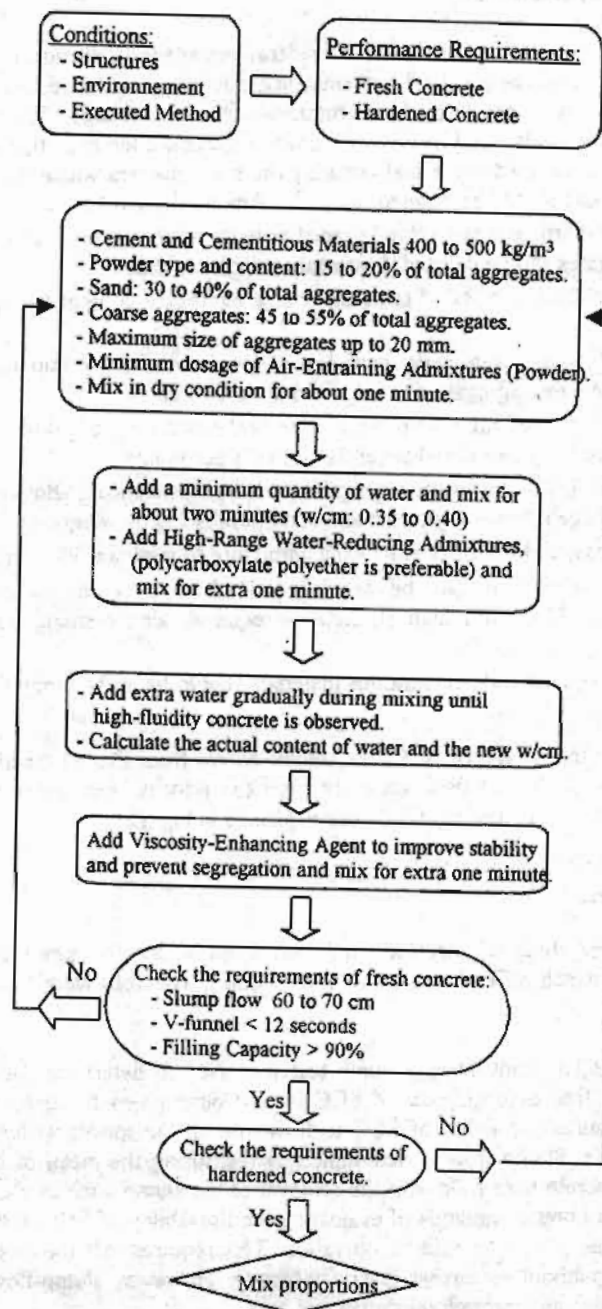 Conditions:
- Structures
- Environnement
- Executed Method
Performance Requirements:
- Fresh Concrete
- Hardened Concrete
- Cement and Cementitious Materials 400 to 500 kg/m³
- Powder type and content: 15 to 20% of total aggregates.
- Sand: 30 to 40% of total aggregates.
- Coarse aggregates: 45 to 55% of total aggregates.
- Maximum size of aggregates up to 20 mm.
- Minimum dosage of Air-Entraining Admixtures (Powder).
- Mix in dry condition for about one minute.
- Add a minimum quantity of water and mix for
about two minutes (w/cm: 0.35 to 0.40)
- Add High-Range Water-Reducing Admixtures,
(polycarboxylate polyether is preferable) and
mix for extra one minute.
- Add extra water gradually during mixing until
high-fluidity concrete is observed.
- Calculate the actual content of water and the new w/cm.
Add Viscosity-Enhancing Agent to improve stability
and prevent segregation and mix for extra one minute.
No
Check the requirements of fresh concrete:
- Slump flow 60 to 70 cm
- V-funnel < 12 seconds
- Filling Capacity > 90%
Yes
No
Check the requirements of
hardened concrete.
Yes
Mix proportions